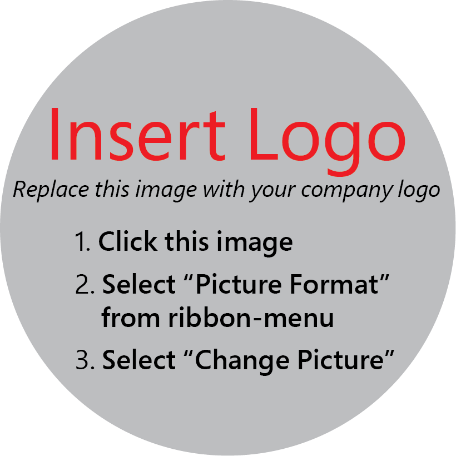 Insert Logo
Replace this image with your company logo
1. Click this image
2. Select “Picture Format”
from ribbon-menu
3. Select “Change Picture”